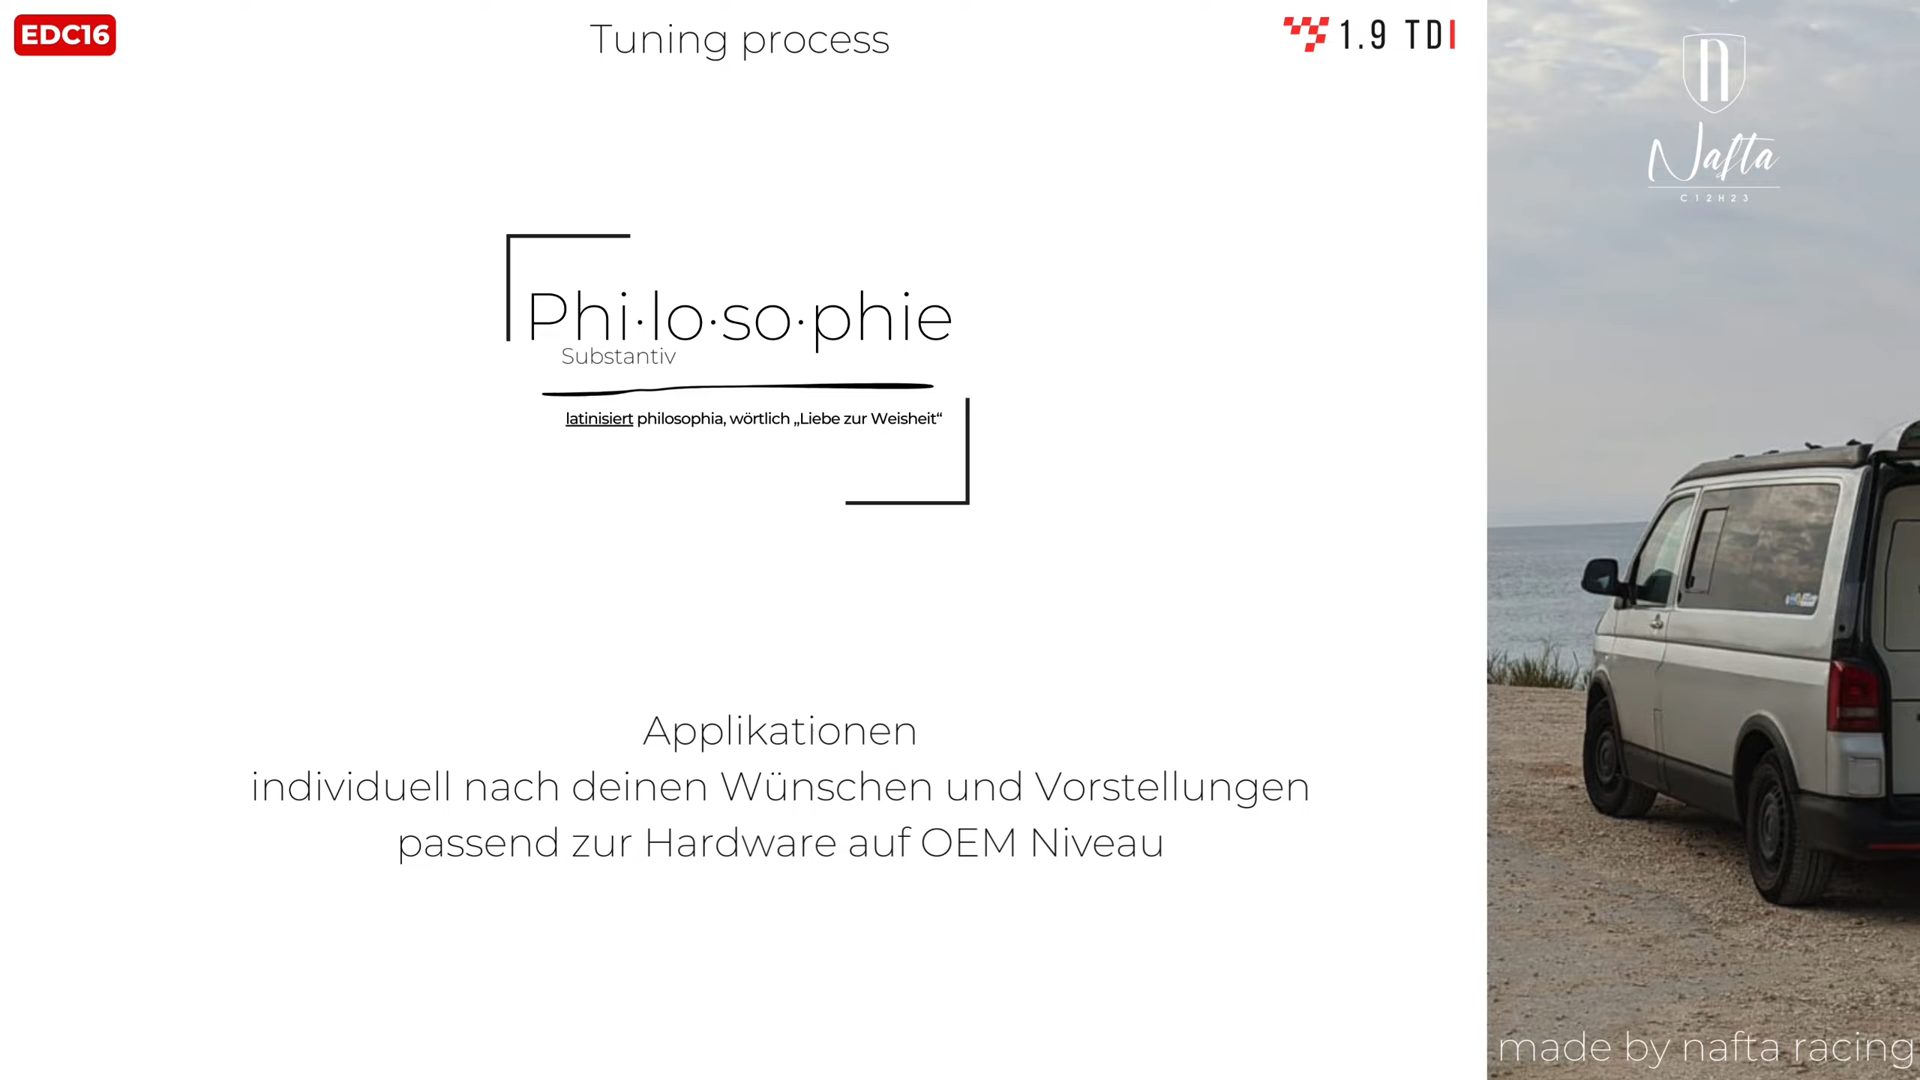 EDC16
Tuning process
1.9 TDI
n
Nafta
C12H23
Phi·lo·so·phie
Substantiv
latinisiert philosophia, wörtlich „Liebe zur Weisheit“
Applikationen
individuell nach deinen Wünschen und Vorstellungen
passend zur Hardware auf OEM Niveau
made by nafta racing